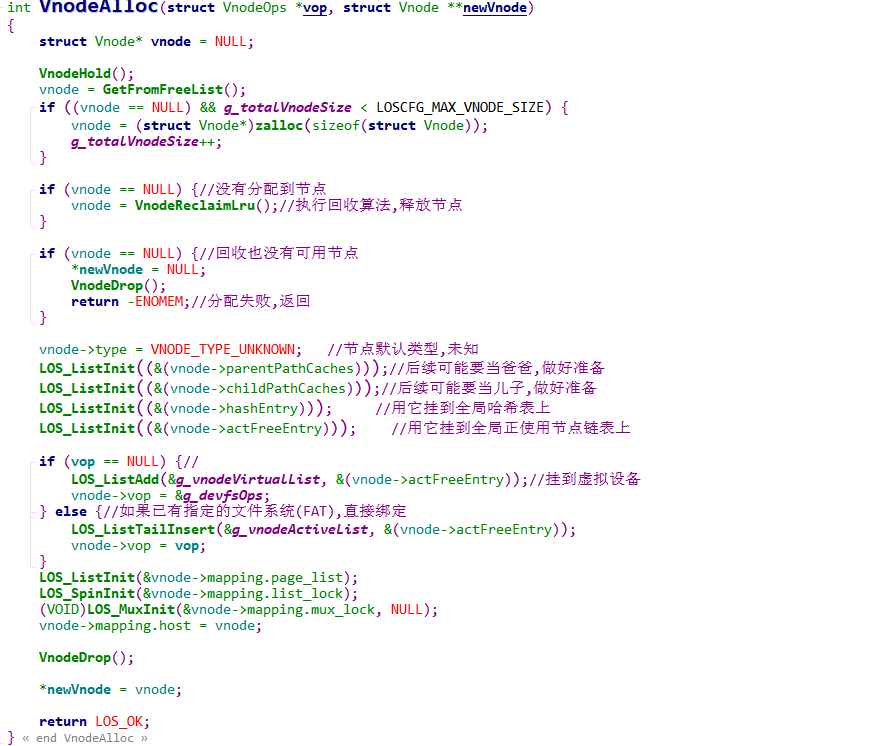 int VnodeAlloc(struct VnodeOps *vop, struct Vnode **newVnode)
{
    struct Vnode* vnode = NULL;

    VnodeHold();
    vnode = GetFromFreeList();
    if ((vnode == NULL) && g_totalVnodeSize < LOSCFG_MAX_VNODE_SIZE) {
        vnode = (struct Vnode*)zalloc(sizeof(struct Vnode));
        g_totalVnodeSize++;
    }

    if (vnode == NULL) {//没有分配到节点
        vnode = VnodeReclaimLru();//执行回收算法,释放节点
    }

    if (vnode == NULL) {//回收也没有可用节点
        *newVnode = NULL;
        VnodeDrop();
        return -ENOMEM;//分配失败,返回
    }

    vnode->type = VNODE_TYPE_UNKNOWN;   //节点默认类型,未知
    LOS_ListInit((&(vnode->parentPathCaches)));//后续可能要当爸爸,做好准备
    LOS_ListInit((&(vnode->childPathCaches)));//后续可能要当儿子,做好准备
    LOS_ListInit((&(vnode->hashEntry)));     //用它挂到全局哈希表上
    LOS_ListInit((&(vnode->actFreeEntry)));    //用它挂到全局正使用节点链表上

    if (vop == NULL) {//
        LOS_ListAdd(&g_vnodeVirtualList, &(vnode->actFreeEntry));//挂到虚拟设备
        vnode->vop = &g_devfsOps;
    } else {//如果已有指定的文件系统(FAT),直接绑定
        LOS_ListTailInsert(&g_vnodeActiveList, &(vnode->actFreeEntry));
        vnode->vop = vop;
    }
    LOS_ListInit(&vnode->mapping.page_list);
    LOS_SpinInit(&vnode->mapping.list_lock);
    (VOID)LOS_MuxInit(&vnode->mapping.mux_lock, NULL);
    vnode->mapping.host = vnode;

    VnodeDrop();

    *newVnode = vnode;

    return LOS_OK;
} « end VnodeAlloc »